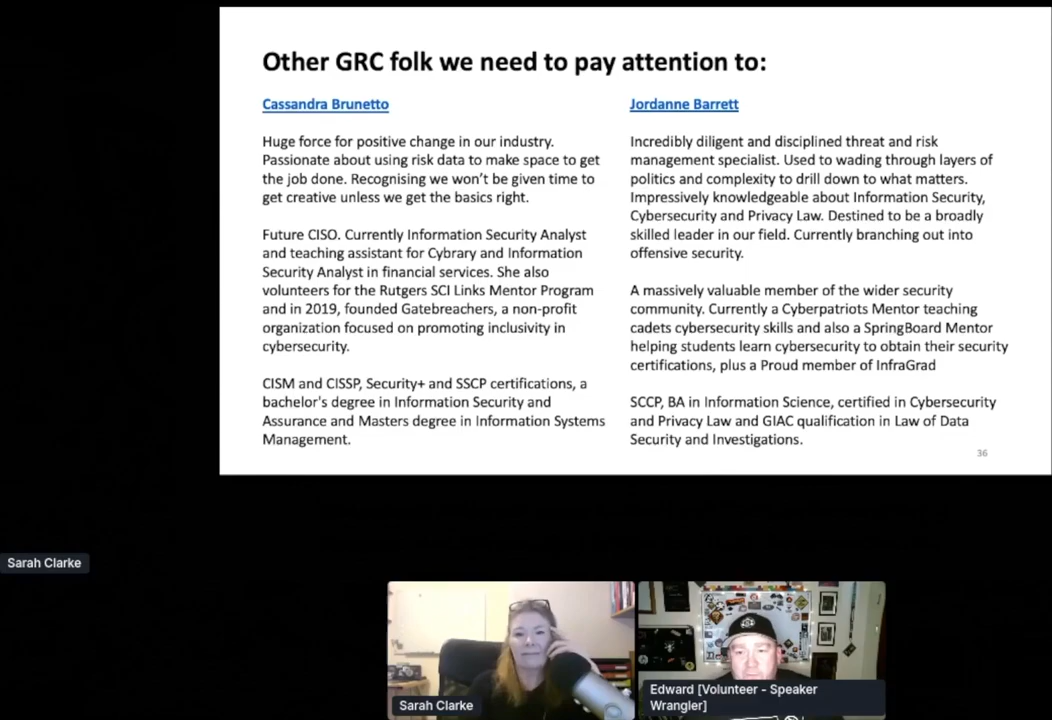 Other GRC folk we need to pay attention to:
Cassandra Brunetto
Huge force for positive change in our industry.
Passionate about using risk data to make space to get
the job done. Recognising we won't be given time to
get creative unless we get the basics right.
Future CISO. Currently Information Security Analyst
and teaching assistant for Cybrary and Information
Security Analyst in financial services. She also
volunteers for the Rutgers SCI Links Mentor Program
and in 2019, founded Gatebreachers, a non-profit
organization focused on promoting inclusivity in
cybersecurity.
CISM and CISSP, Security+ and SSCP certifications, a
bachelor's degree in Information Security and
Assurance and Masters degree in Information Systems
Management.
Jordanne Barrett
Incredibly diligent and disciplined threat and risk
management specialist. Used to wading through layers of
politics and complexity to drill down to what matters.
Impressively knowledgeable about Information Security,
Cybersecurity and Privacy Law. Destined to be a broadly
skilled leader in our field. Currently branching out into
offensive security.
A massively valuable member of the wider security
community. Currently a Cyberpatriots Mentor teaching
cadets cybersecurity skills and also a SpringBoard Mentor
helping students learn cybersecurity to obtain their security
certifications, plus a Proud member of InfraGrad
SCCP, BA in Information Science, certified in Cybersecurity
and Privacy Law and GIAC qualification in Law of Data
Security and Investigations.
36
Sarah Clarke
Sarah Clarke
Edward [Volunteer - Speaker
Wrangler]